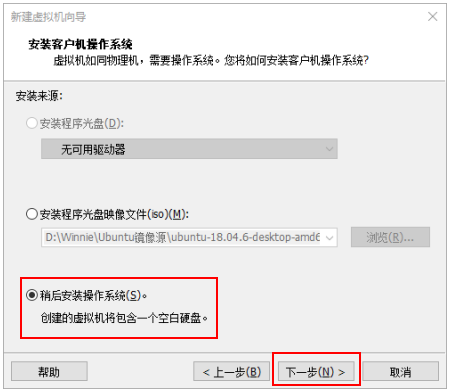 新建虚拟机向导
安装客户机操作系统
虚拟机如同物理机，需要操作系统。您将如何安装客户机操作系统?
安装来源:
安装程序光盘(D):
无可用驱动器
安装程序光盘映像文件(iso)(M):
D:\Winnie\Ubuntu镜像源\ubuntu-18.04.6-desktop-amd6
浏览(R)...
稍后安装操作系统(S)。
创建的虚拟机将包含一个空白硬盘。
帮助
< 上一步(B)
下一步(N) >
取消